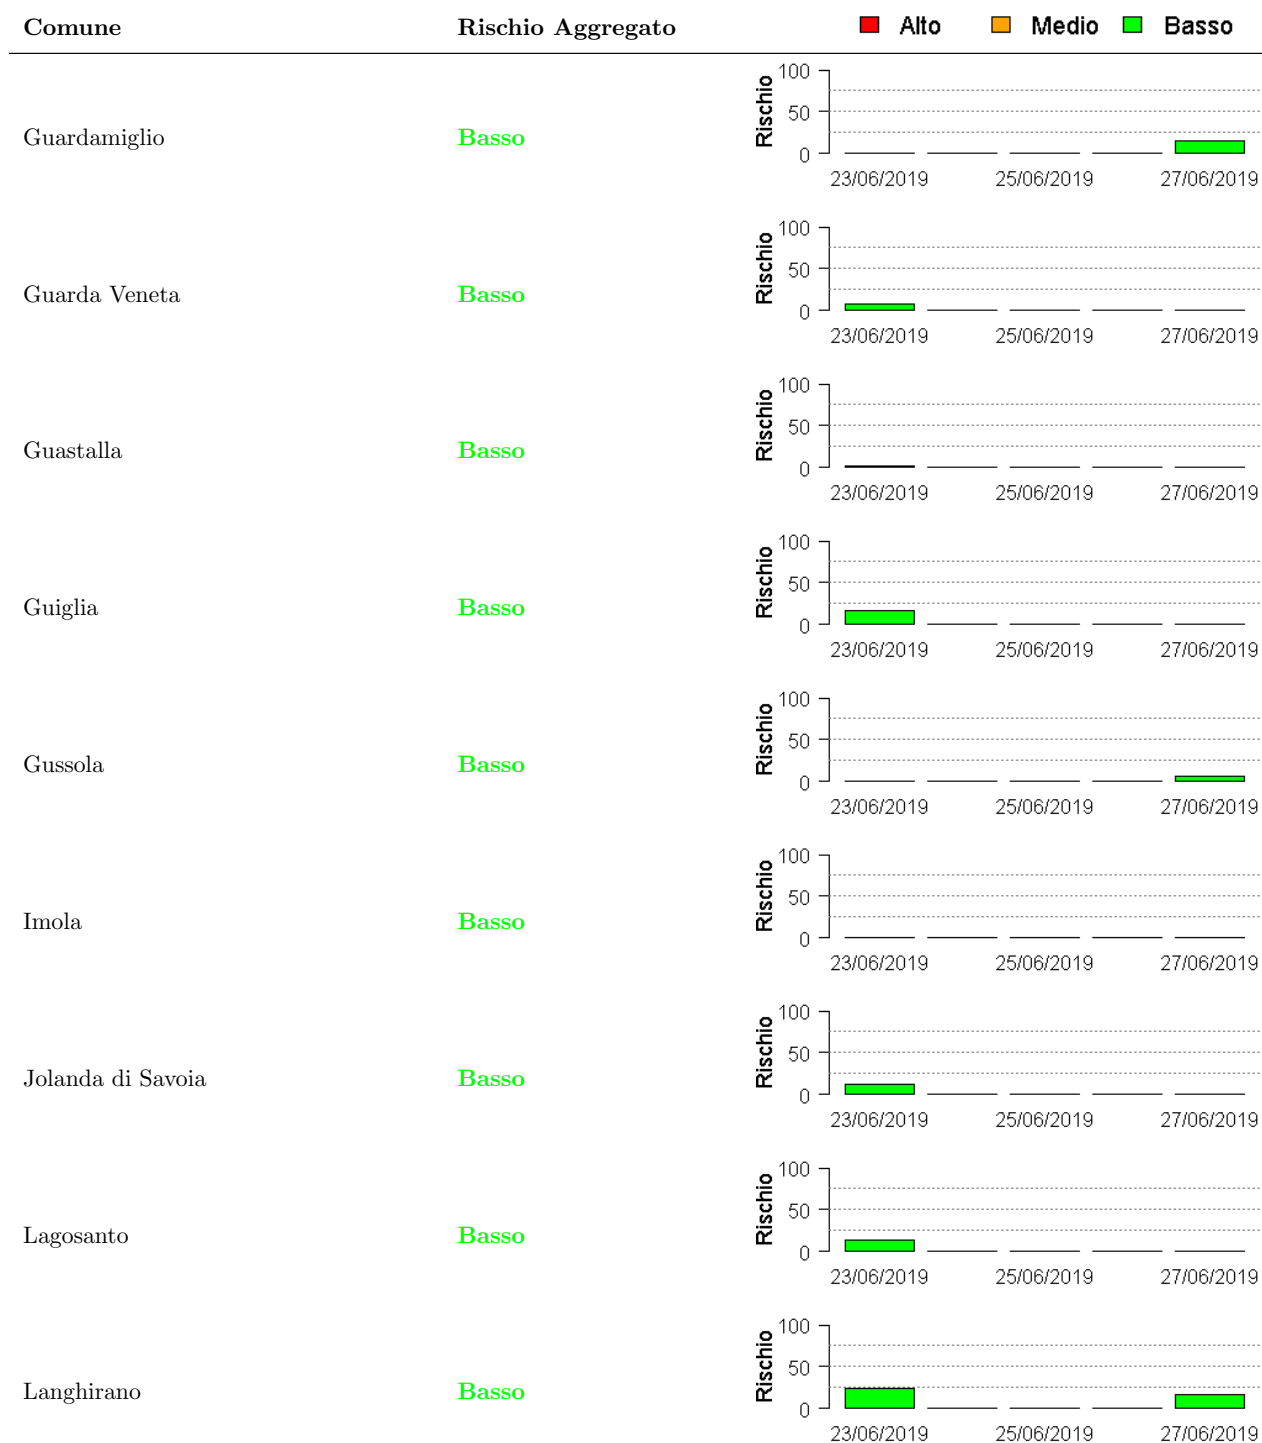 Comune Rischio Aggregato Alto Medio Basso
Guardamiglio Basso
Rischio
100
50
0
23/06/2019 25/06/2019 27/06/2019
Guarda Veneta Basso
Rischio
100
50
0
23/06/2019 25/06/2019 27/06/2019
Guastalla Basso
Rischio
100
50
0
23/06/2019 25/06/2019 27/06/2019
Guiglia Basso
Rischio
100
50
0
23/06/2019 25/06/2019 27/06/2019
Gussola Basso
Rischio
100
50
0
23/06/2019 25/06/2019 27/06/2019
Imola Basso
Rischio
100
50
0
23/06/2019 25/06/2019 27/06/2019
Jolanda di Savoia Basso
Rischio
100
50
0
23/06/2019 25/06/2019 27/06/2019
Lagosanto Basso
Rischio
100
50
0
23/06/2019 25/06/2019 27/06/2019
Langhirano Basso
Rischio
100
50
0
23/06/2019 25/06/2019 27/06/2019